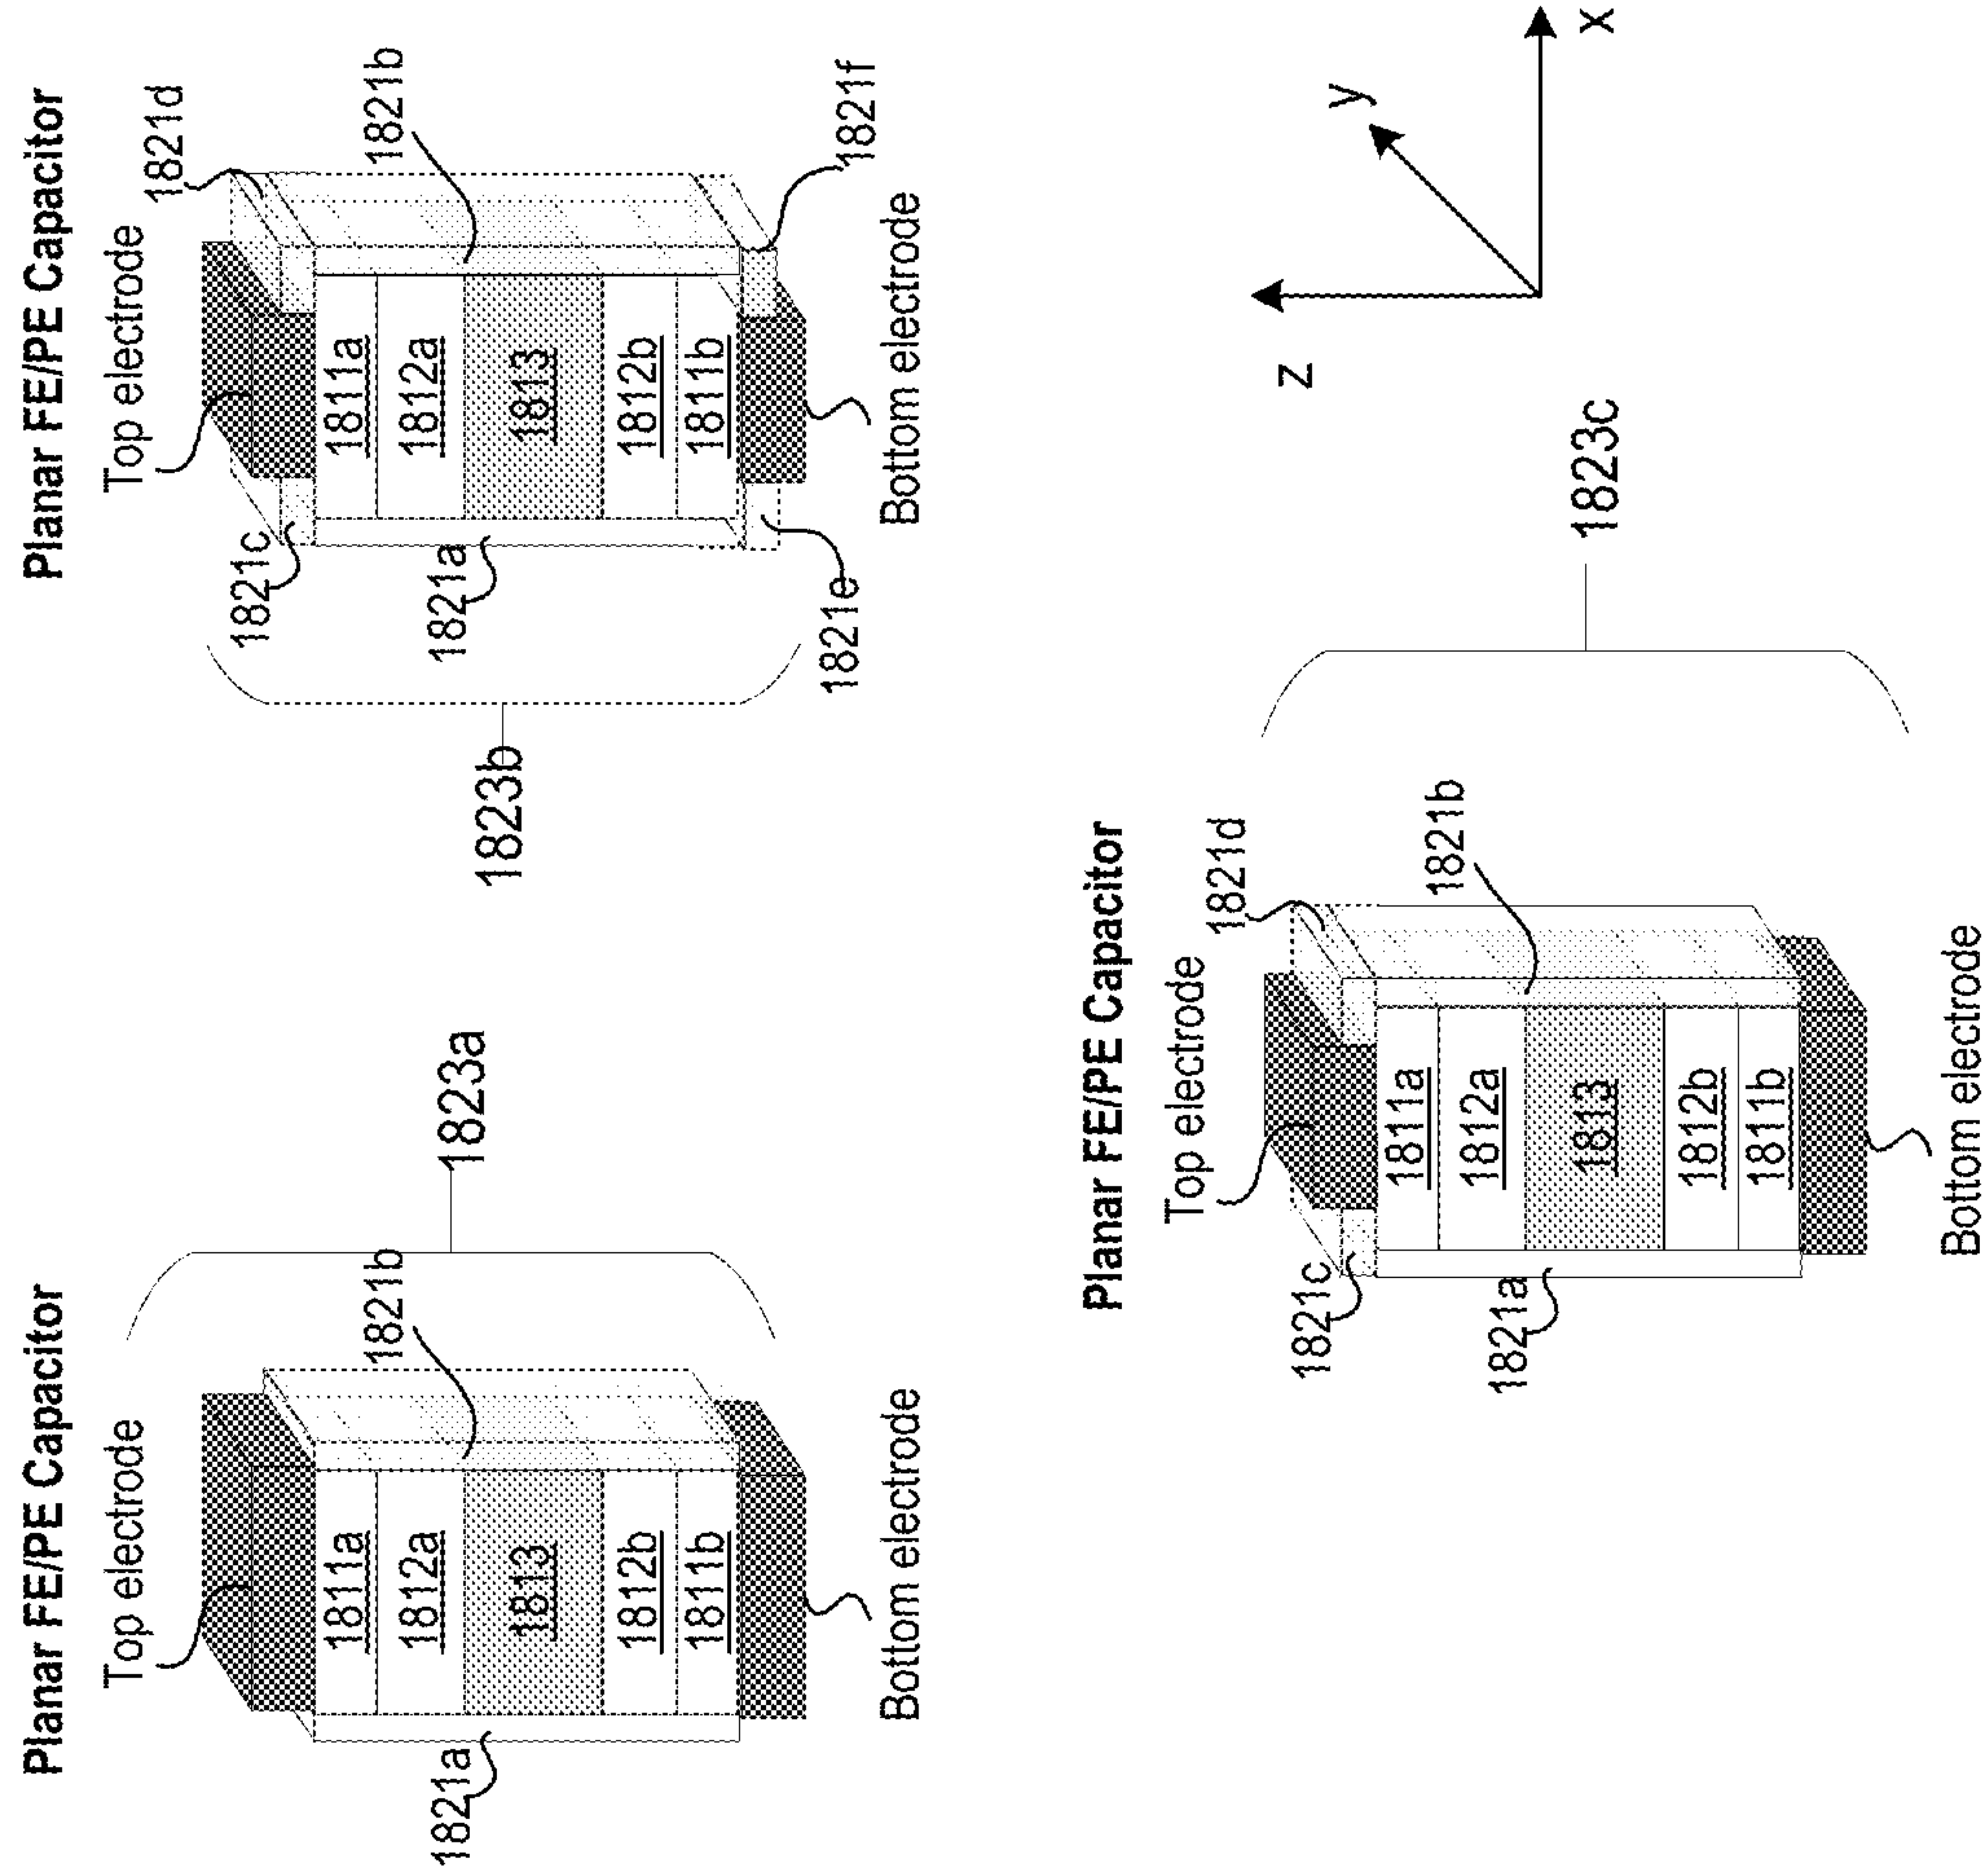 Planar FE/PE Capacitor
Top electrode
1811a
1812a
1813
1812b
1811b
1821a
1821b
Bottom electrode
1823a
Planar FE/PE Capacitor
Top electrode
1821d
1821b
1821c
1821a
1811a
1812a
1813
1812b
1811b
1821e
1821f
Bottom electrode
1823b
Planar FE/PE Capacitor
Top electrode
1821d
1821b
1821c
1821a
1811a
1812a
1813
1812b
1811b
Bottom electrode
1823c
z
y
x